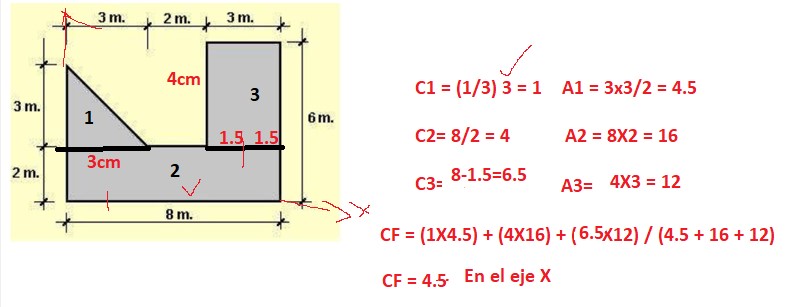 3 m. 2 m. 3 m.
4cm
3
3 m.
1
6 m.
1.5 1.5
3cm
2
2 m.
8 m.
X
C1 = (1/3) 3 = 1 A1 = 3x3/2 = 4.5
C2= 8/2 = 4 A2 = 8X2 = 16
C3= 8-1.5=6.5 A3= 4X3 = 12
CF = (1X4.5) + (4X16) + (6.5X12) / (4.5 + 16 + 12)
CF = 4.5. En el eje X